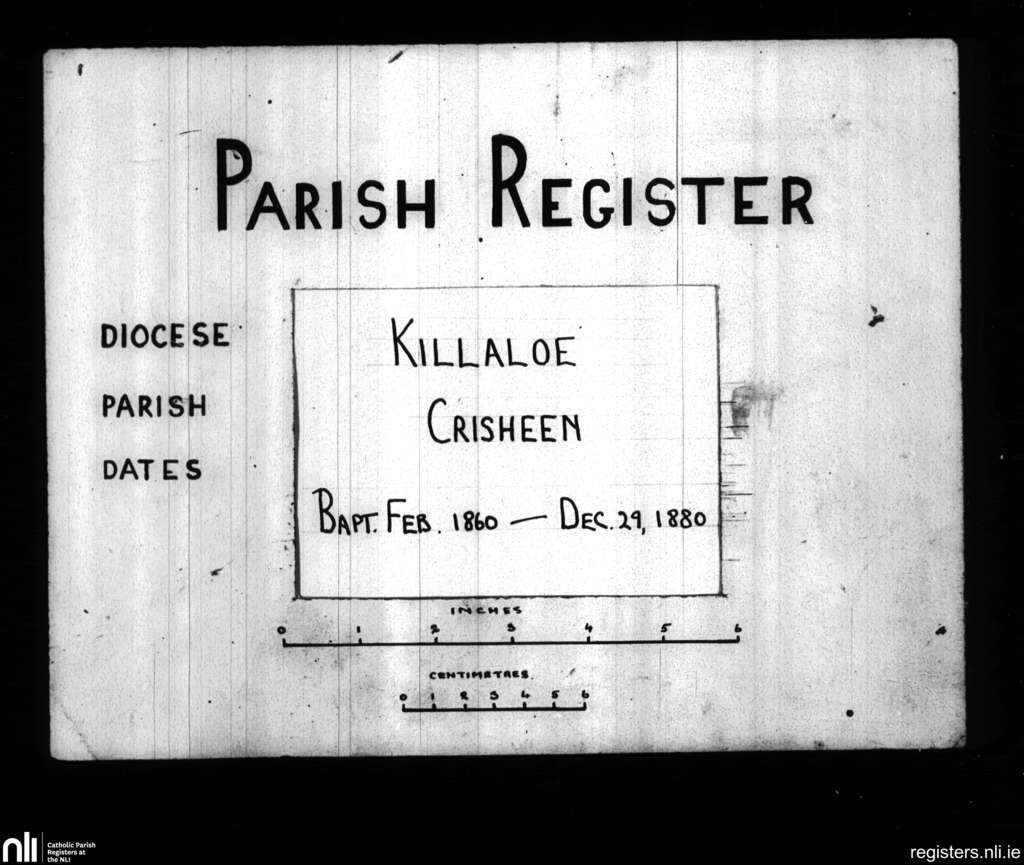 PARISH REGISTER
DIOCESE KILLALOE
PARISH CRISHEEN
DATES BAPT. FEB. 1860 — DEC. 29, 1880
INCHES
0 1 2 3 4 5 6
CENTIMETRES
0 1 2 3 4 5 6
nli Catholic Parish
Registers at
the NLI
registers.nli.ie